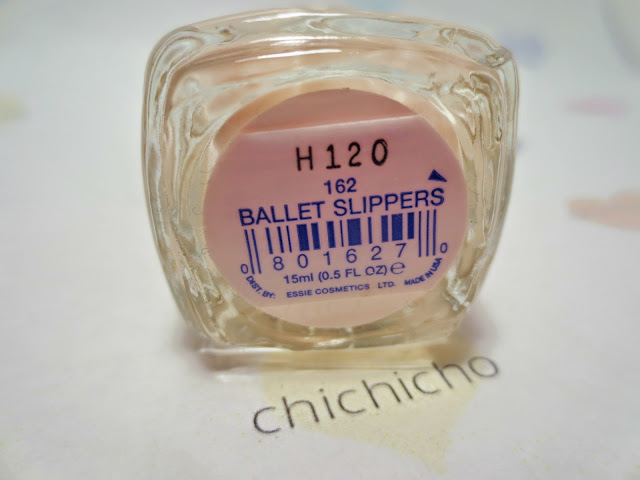 H120
162
BALLET SLIPPERS
0 801627 0
15ml (0.5 FL OZ) e
DIST. BY: ESSIE COSMETICS LTD. MADE IN USA
chichicho